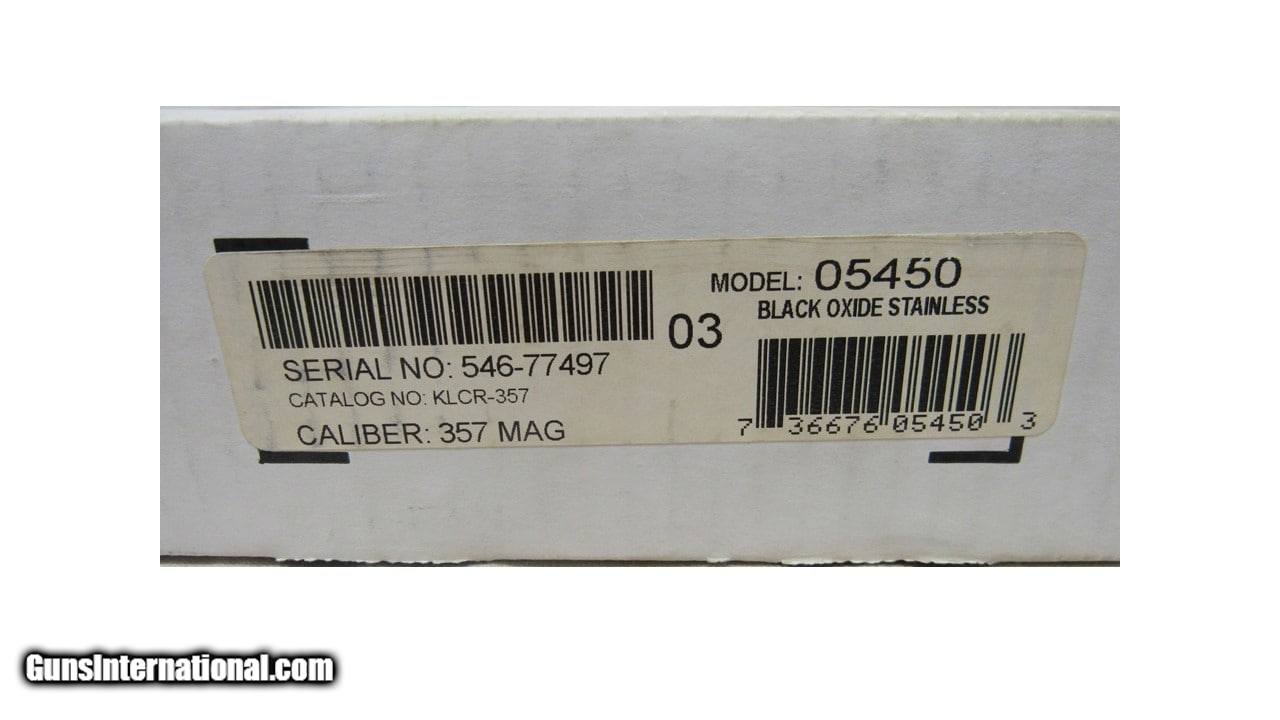 MODEL: 05450
BLACK OXIDE STAINLESS
03
SERIAL NO: 546-77497
CATALOG NO: KLCR-357
CALIBER: 357 MAG
7 36676 05450 3
GunsInternational.com